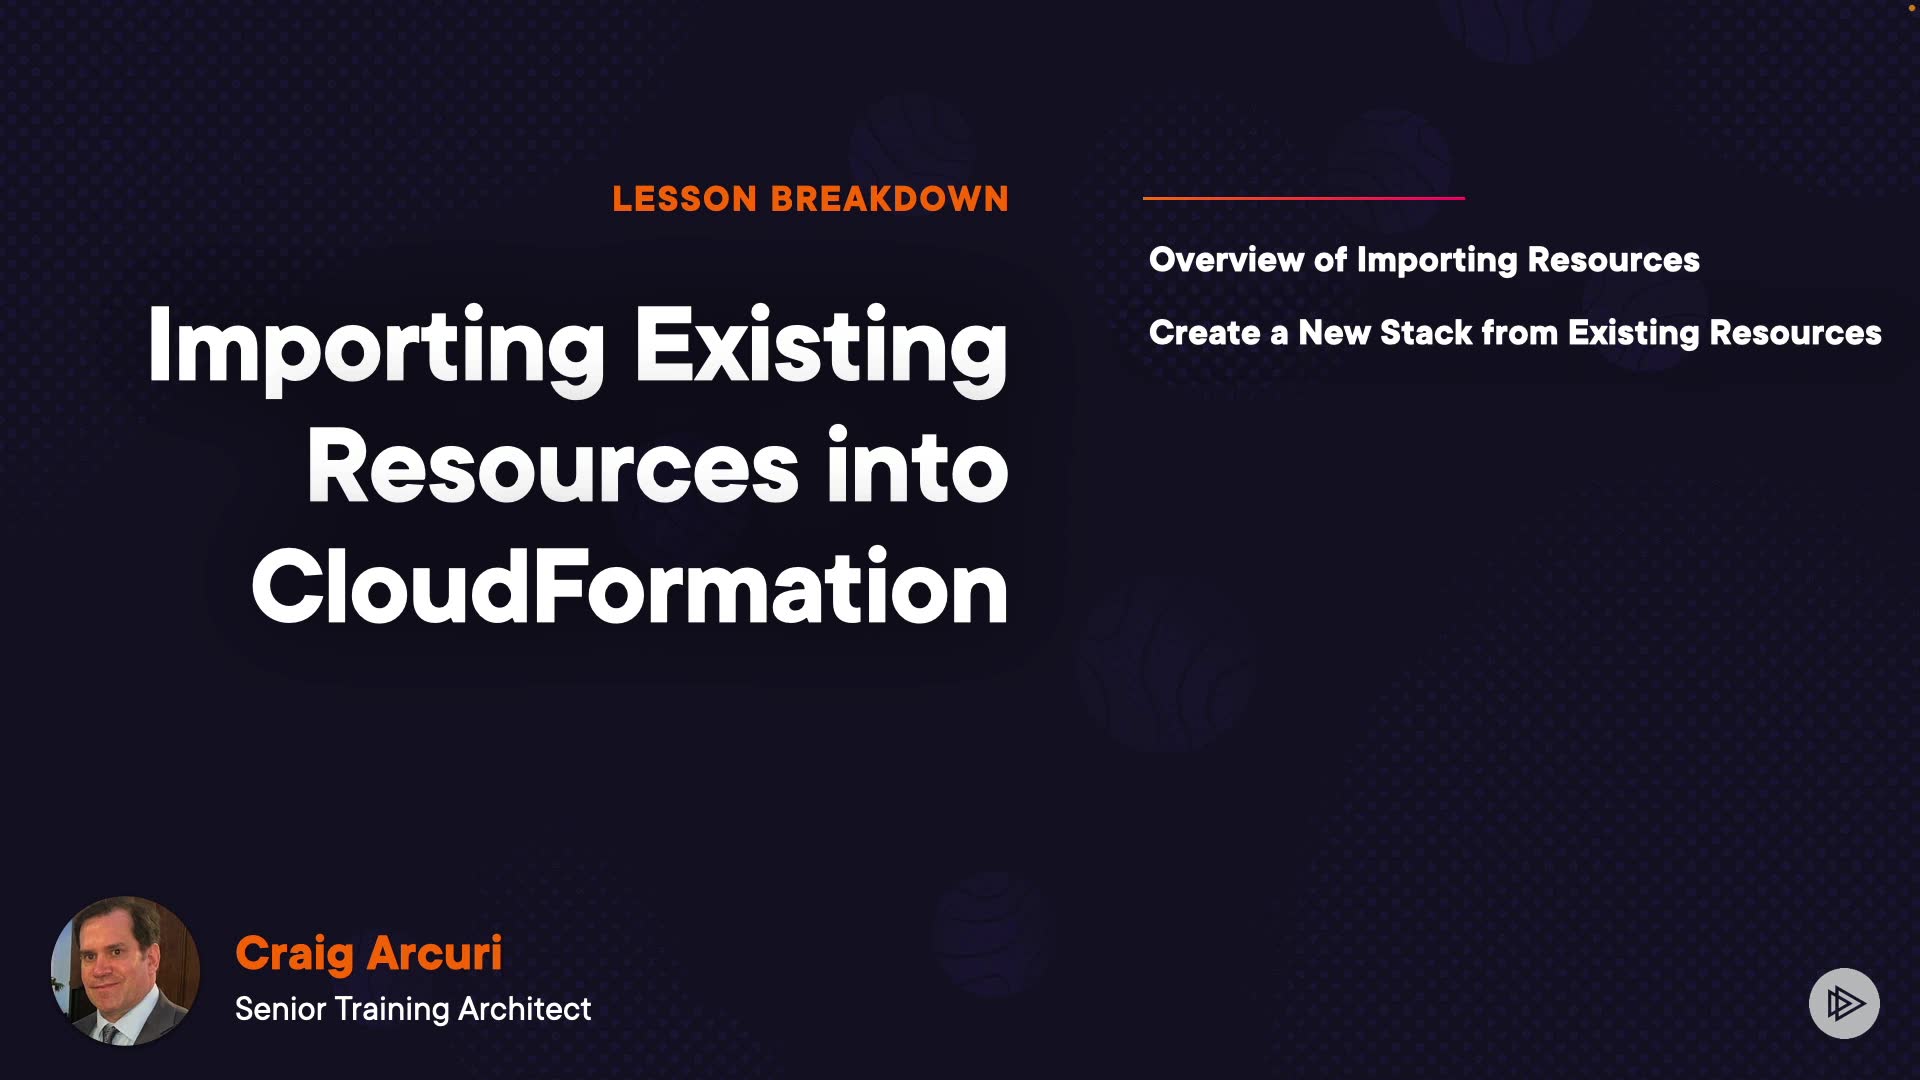 LESSON BREAKDOWN
Importing Existing
Resources into
CloudFormation
Overview of Importing Resources
Create a New Stack from Existing Resources
Craig Arcuri
Senior Training Architect